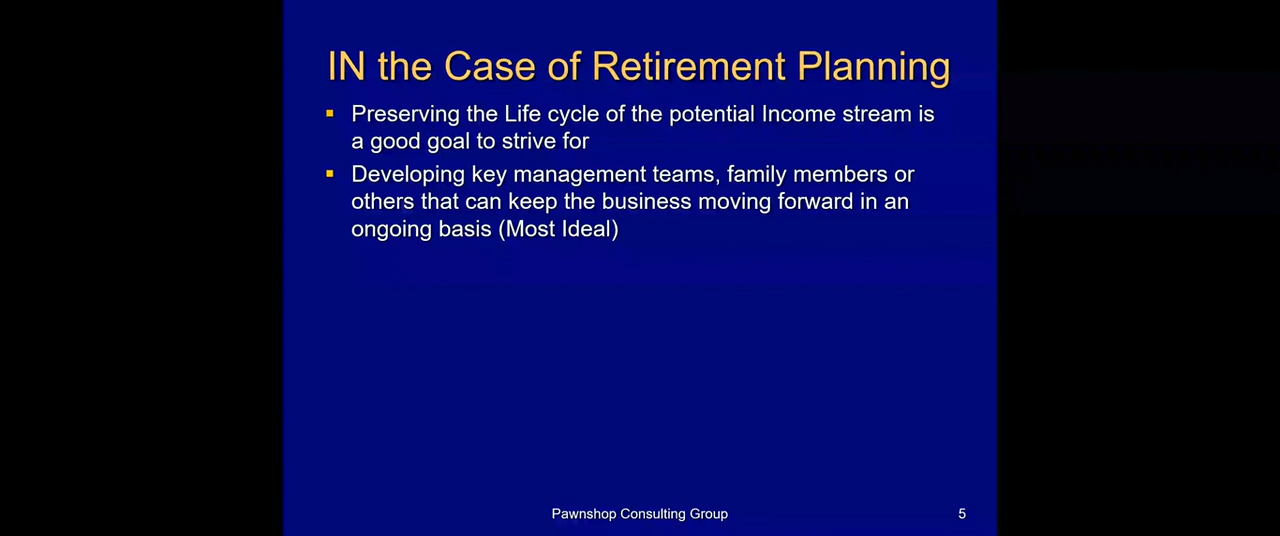 IN the Case of Retirement Planning
▪ Preserving the Life cycle of the potential Income stream is
a good goal to strive for
▪ Developing key management teams, family members or
others that can keep the business moving forward in an
ongoing basis (Most Ideal)
Pawnshop Consulting Group
5